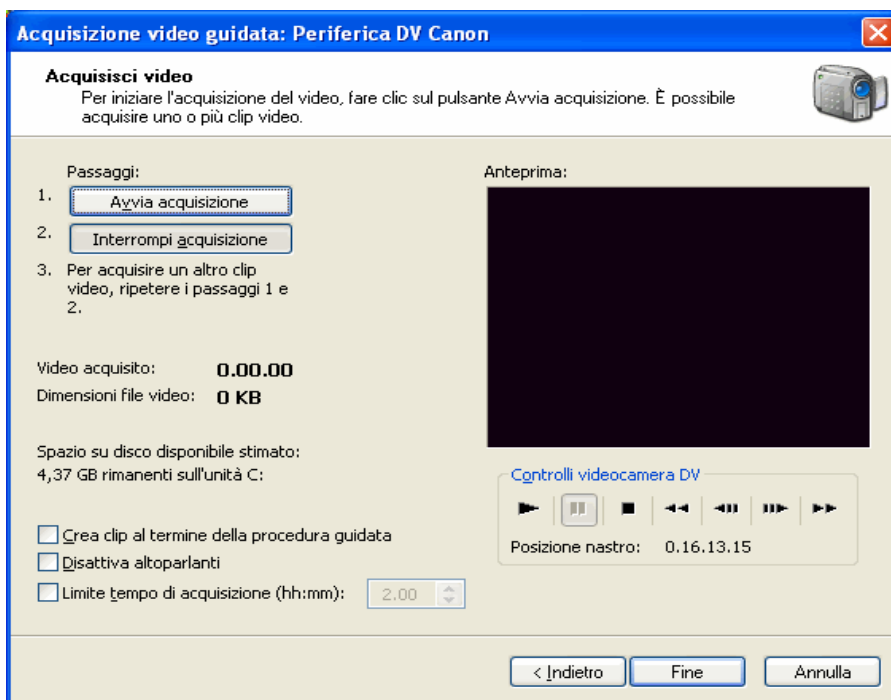 Acquisizione video guidata: Periferica DV Canon
Acquisisci video
Per iniziare l'acquisizione del video, fare clic sul pulsante Avvia acquisizione. È possibile
acquisire uno o più clip video.
Passaggi:
1. Avvia acquisizione
2. Interrompi acquisizione
3. Per acquisire un altro clip
video, ripetere i passaggi 1 e
2.
Video acquisito: 0.00.00
Dimensioni file video: 0 KB
Spazio su disco disponibile stimato:
4,37 GB rimanenti sull'unità C:
Crea clip al termine della procedura guidata
Disattiva altoparlanti
Limite tempo di acquisizione (hh:mm): 2.00
Anteprima:
Controlli videocamera DV
Posizione nastro: 0.16.13.15
< Indietro
Fine
Annulla